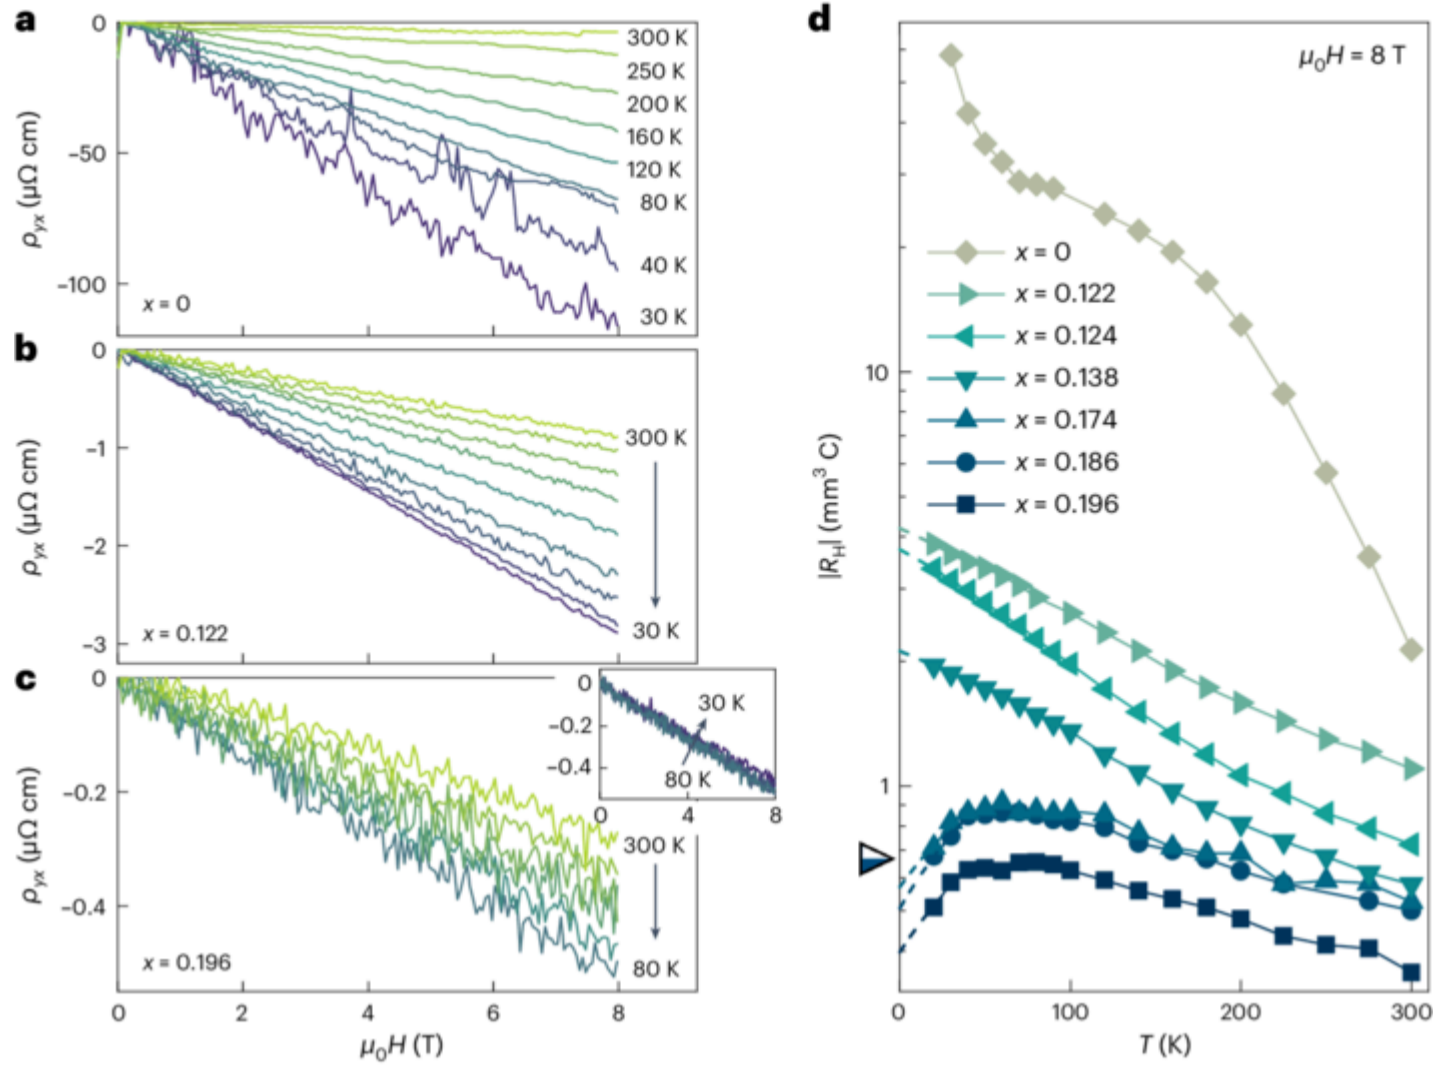 a
0
−50
−100
ρyx (μΩ cm)
x = 0
300 K
250 K
200 K
160 K
120 K
80 K
40 K
30 K
b
0
−1
−2
−3
ρyx (μΩ cm)
x = 0.122
300 K
30 K
c
0
−0.2
−0.4
ρyx (μΩ cm)
x = 0.196
300 K
80 K
0
−0.2
−0.4
30 K
80 K
0 4 8
0 2 4 6 8
μ0H (T)
d
μ0H = 8 T
10
1
|RH| (mm³ C)
x = 0
x = 0.122
x = 0.124
x = 0.138
x = 0.174
x = 0.186
x = 0.196
0 100 200 300
T (K)